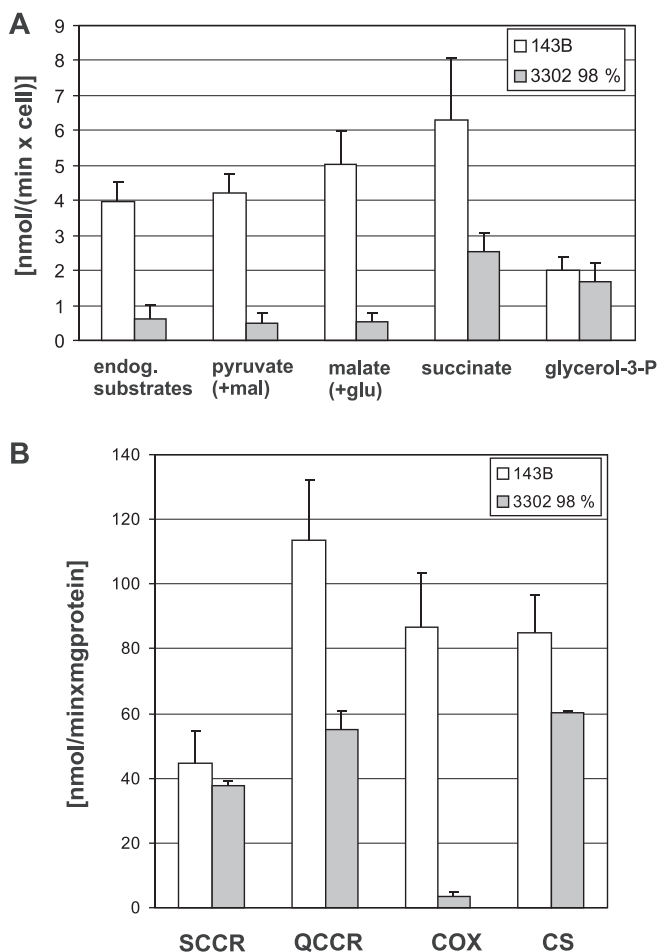 A
[nmol/(min x cell)]
9
8
7
6
5
4
3
2
1
0
143B
3302 98 %
endog. substrates
pyruvate (+mal)
malate (+glu)
succinate
glycerol-3-P
B
[nmol/minxmgprotein]
140
120
100
80
60
40
20
0
143B
3302 98 %
SCCR
QCCR
COX
CS